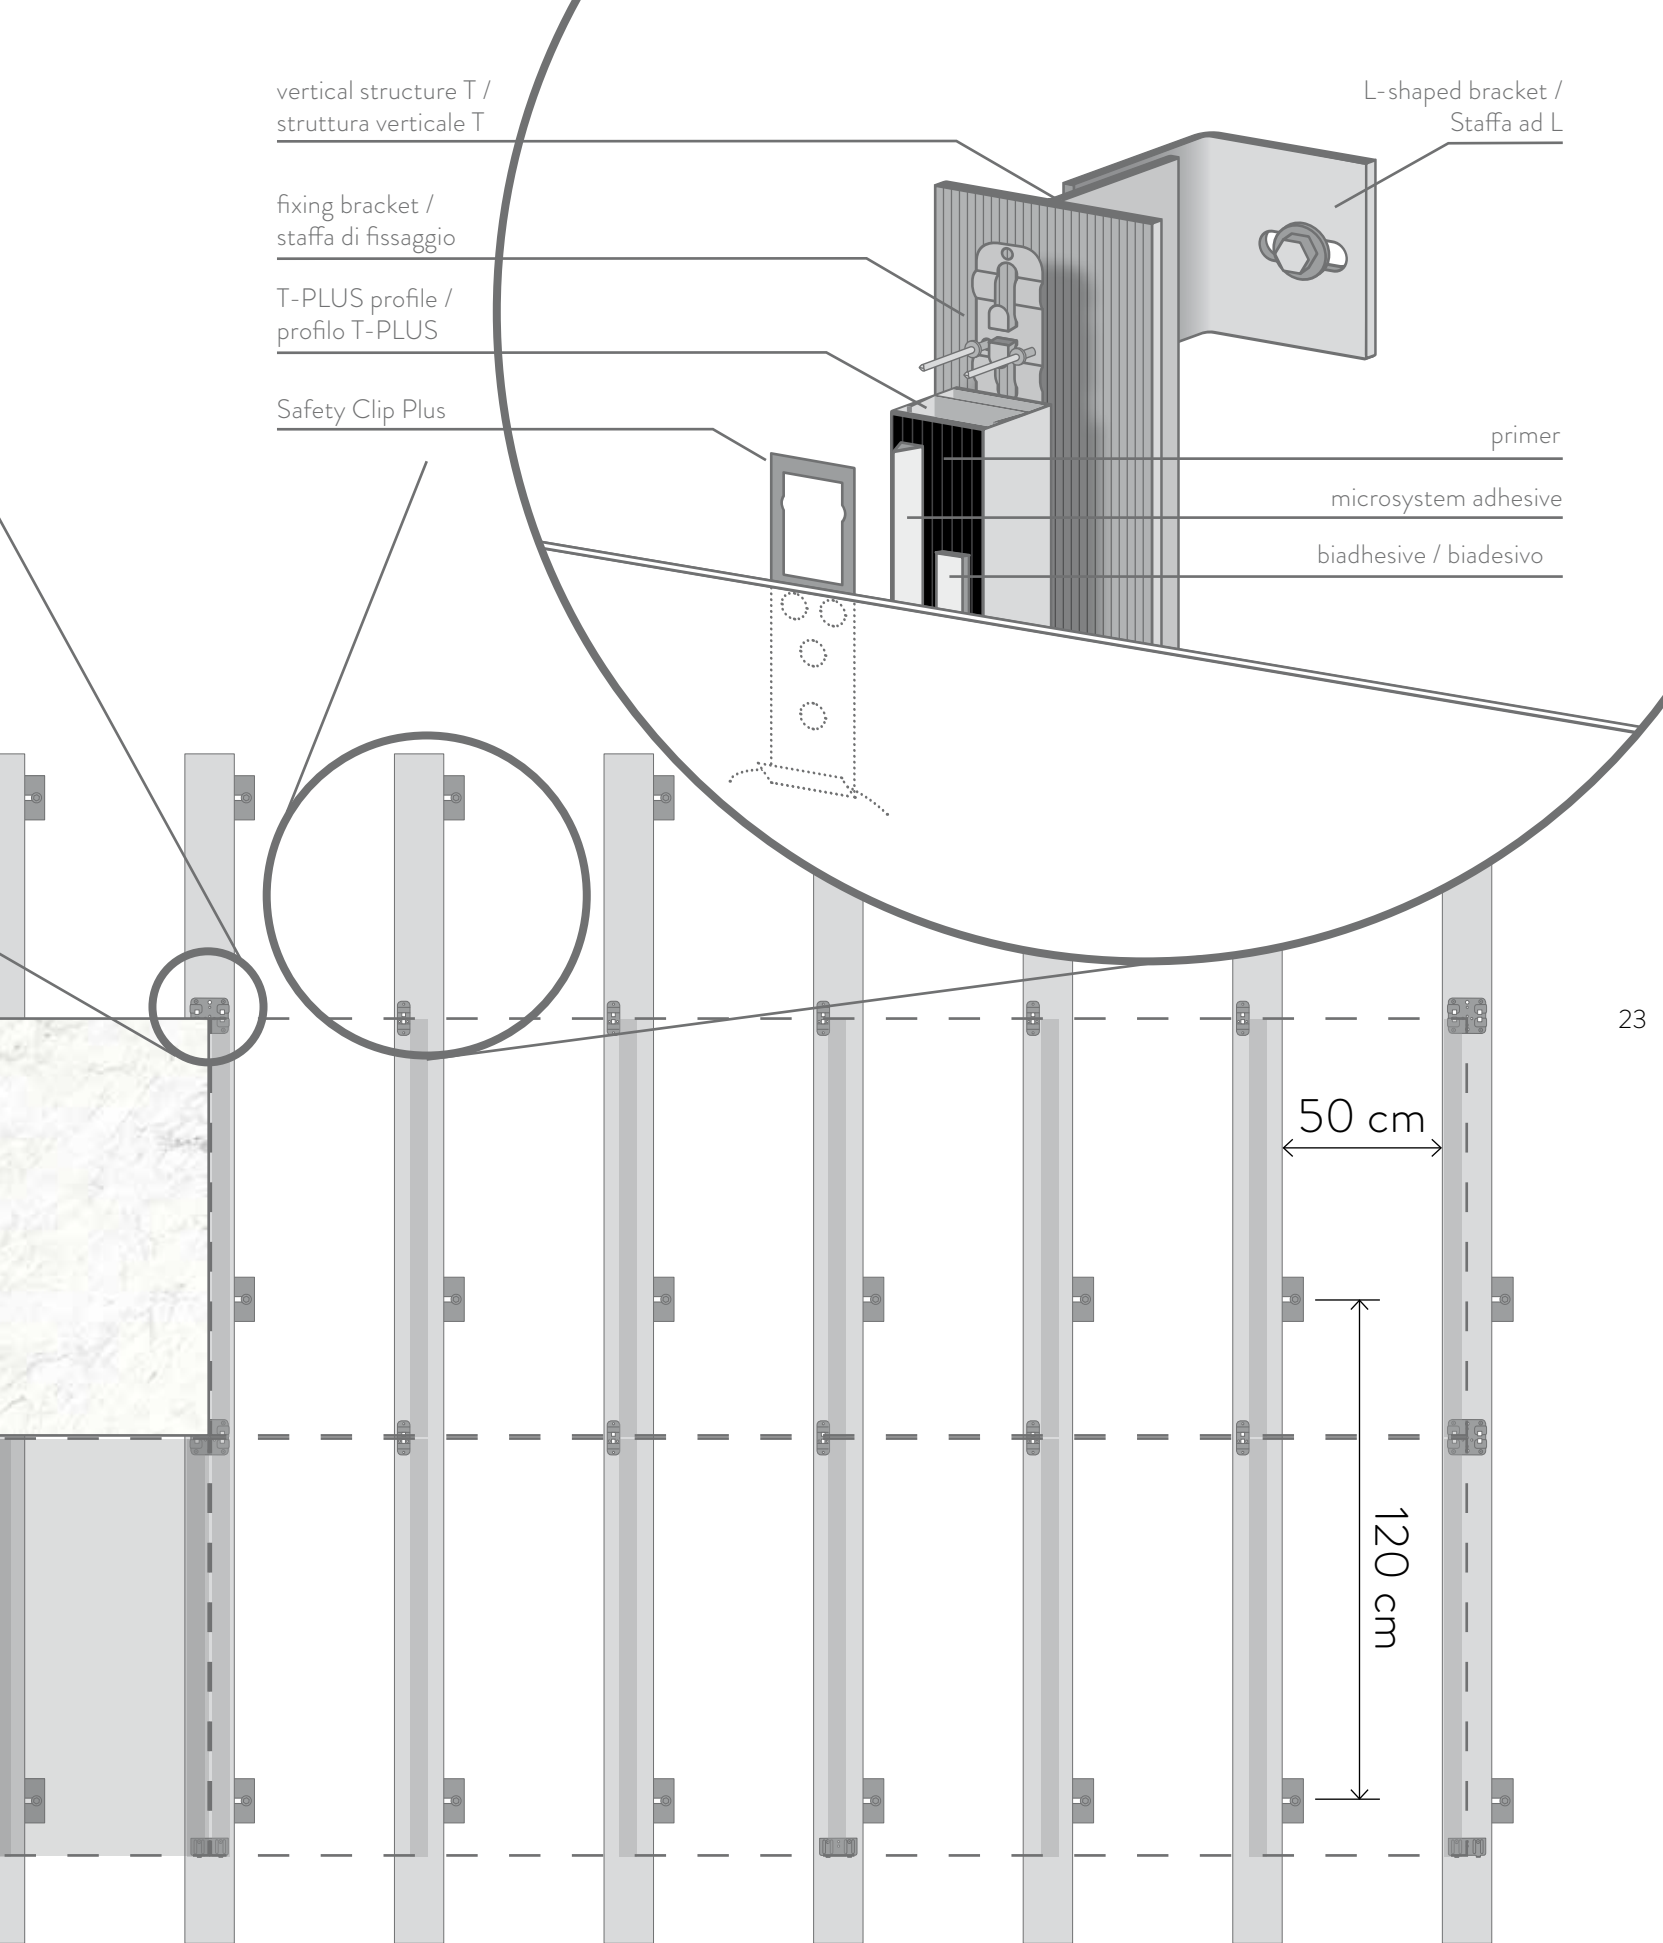 vertical structure T /
struttura verticale T
fixing bracket /
staffa di fissaggio
T-PLUS profile /
profilo T-PLUS
Safety Clip Plus
L-shaped bracket /
Staffa ad L
primer
microsystem adhesive
biadhesive / biadesivo
23
50 cm
120 cm